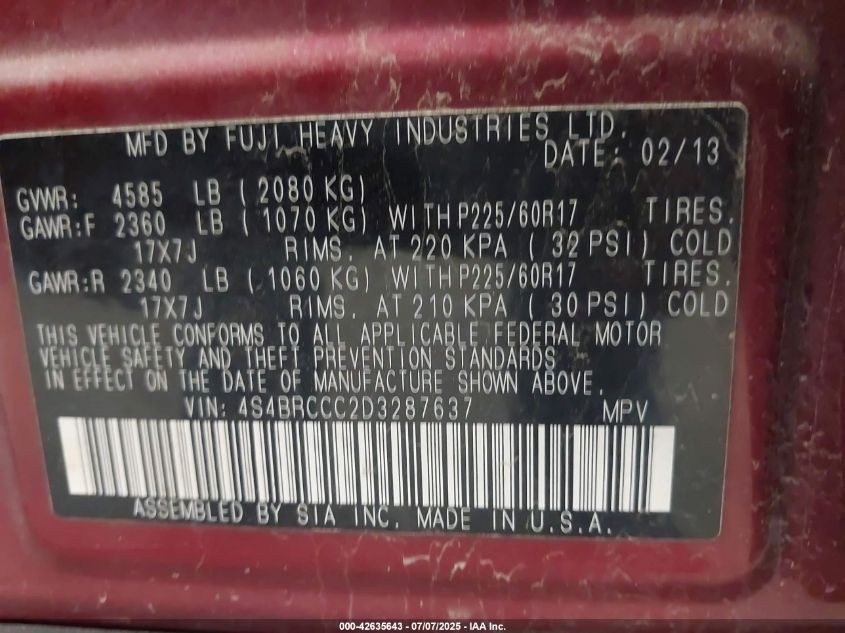 MFD BY FUJI HEAVY INDUSTRIES LTD.
DATE: 02/13
GVWR: 4585 LB ( 2080 KG)
GAWR:F 2360 LB ( 1070 KG) WITH P225/60R17 TIRES.
17X7J RIMS. AT 220 KPA ( 32 PSI) COLD
GAWR:R 2340 LB ( 1060 KG) WITH P225/60R17 TIRES.
17X7J RIMS. AT 210 KPA ( 30 PSI) COLD
THIS VEHICLE CONFORMS TO ALL APPLICABLE FEDERAL MOTOR
VEHICLE SAFETY AND THEFT PREVENTION STANDARDS
IN EFFECT ON THE DATE OF MANUFACTURE SHOWN ABOVE.
VIN: 4S4BRCCC2D3287637 MPV
ASSEMBLED BY SIA INC. MADE IN U.S.A.
000-42635643 - 07/07/2025 - IAA Inc.